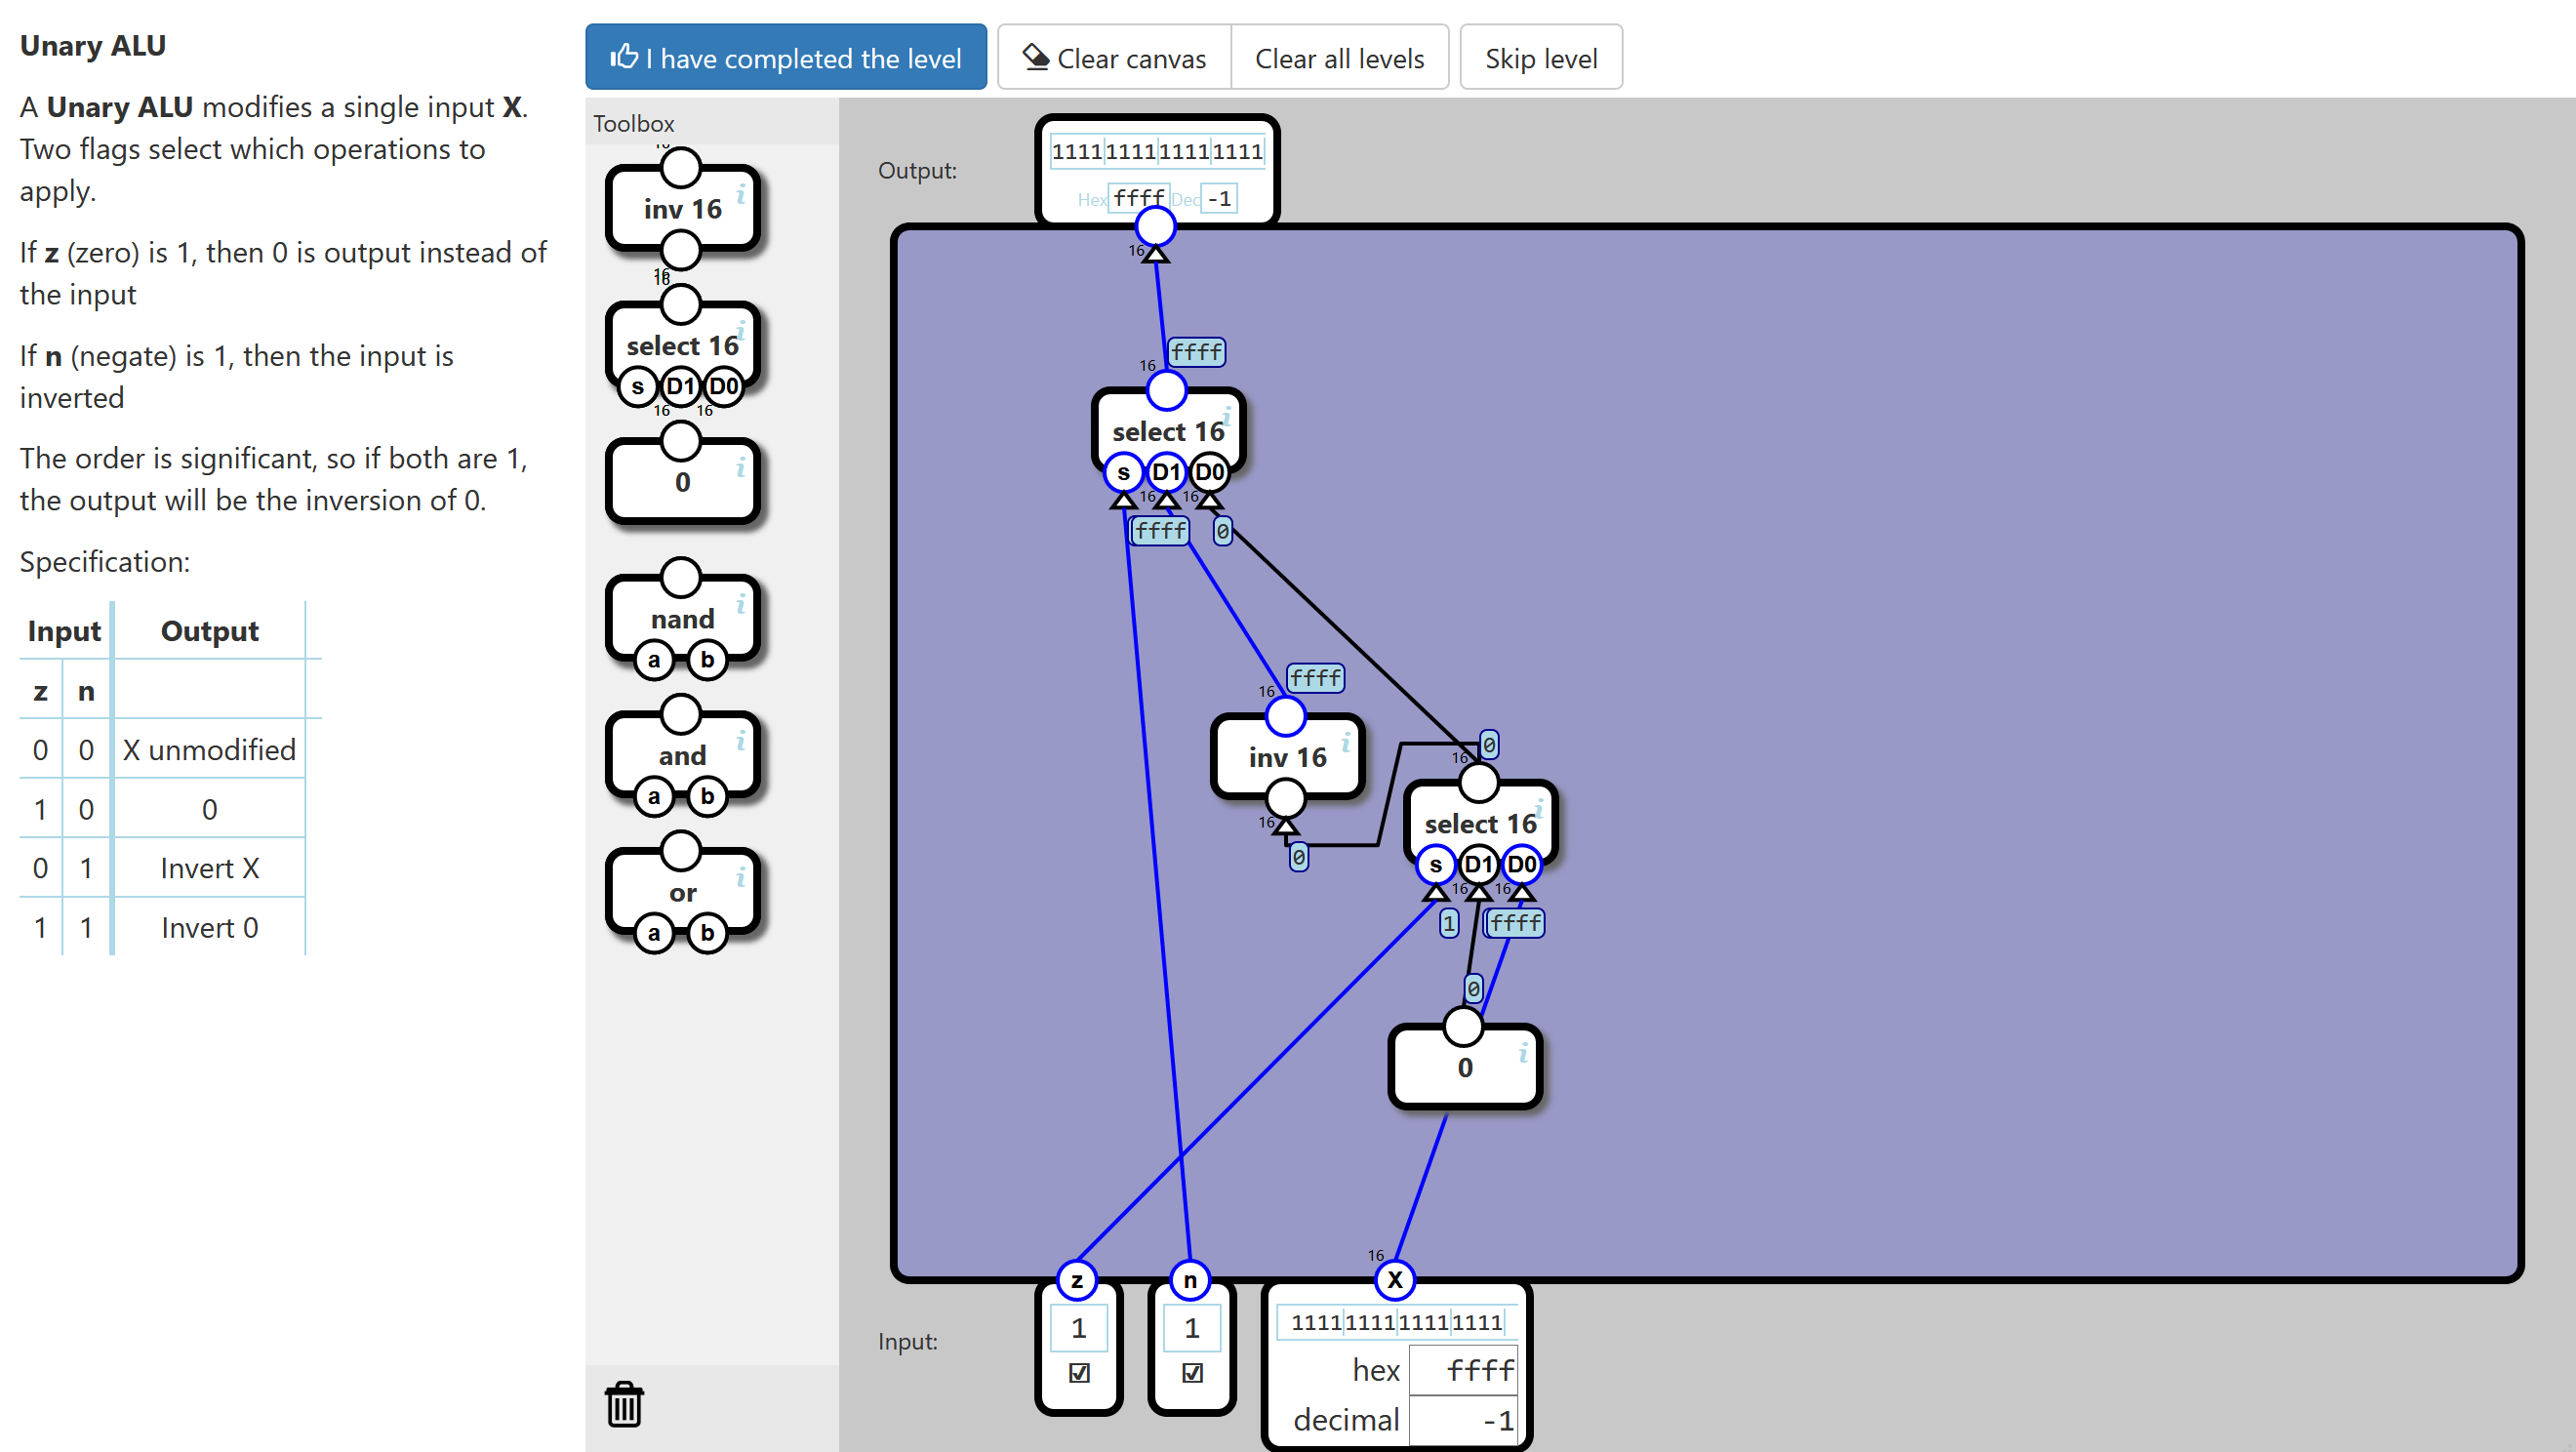 Unary ALU
A Unary ALU modifies a single input X.
Two flags select which operations to
apply.
If z (zero) is 1, then 0 is output instead of
the input
If n (negate) is 1, then the input is
inverted
The order is significant, so if both are 1,
the output will be the inversion of 0.
Specification:
Input Output
z n
0 0 X unmodified
1 0 0
0 1 Invert X
1 1 Invert 0
I have completed the level
Clear canvas
Clear all levels
Skip level
Toolbox
16
inv 16 i
16
16
select 16 i
s D1 D0
16 16
0 i
nand i
a b
and i
a b
or i
a b
Output:
1111 1111 1111 1111
Hex ffff Dec -1
16
16 ffff
select 16 i
s D1 D0
16 16
ffff 0
16 ffff
inv 16 i
16
0
16 0
select 16 i
s D1 D0
16 16
1 ffff
0
0 i
16
z n X
Input:
1
1
1111 1111 1111 1111
hex ffff
decimal -1